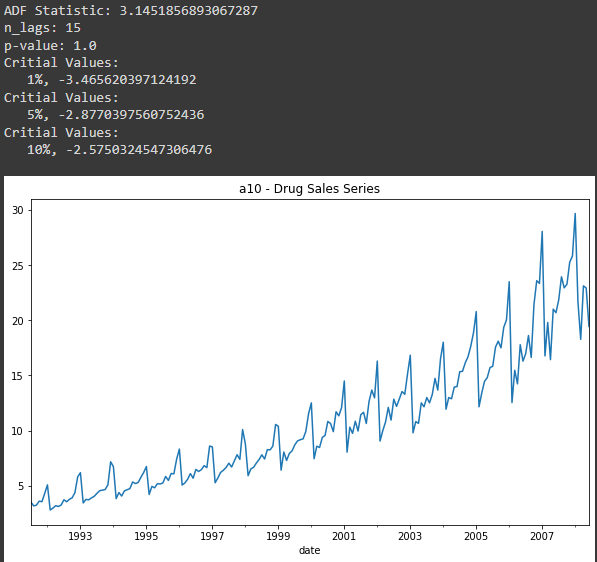 ADF Statistic: 3.1451856893067287
n_lags: 15
p-value: 1.0
Critial Values:
1%, -3.465620397124192
Critial Values:
5%, -2.8770397560752436
Critial Values:
10%, -2.5750324547306476
a10 - Drug Sales Series
30
25
20
15
10
5
1993 1995 1997 1999 2001 2003 2005 2007
date